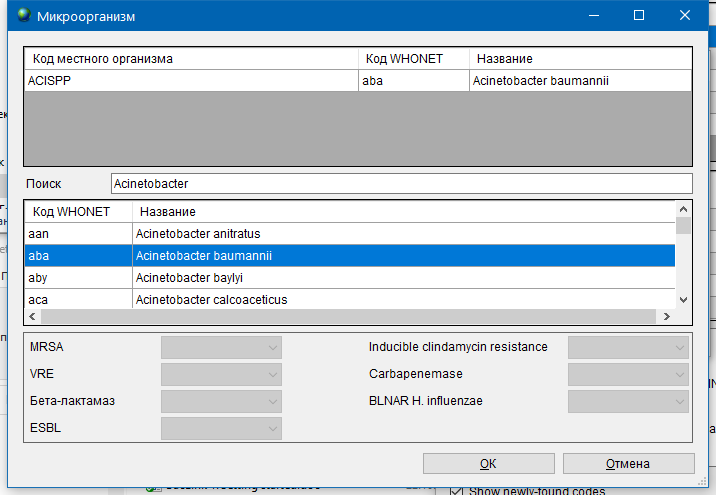 Микроорганизм
Код местного организма Код WHONET Название
ACISPP aba Acinetobacter baumannii
Поиск Acinetobacter
Код WHONET Название
aan Acinetobacter anitratus
aba Acinetobacter baumannii
aby Acinetobacter baylyi
aca Acinetobacter calcoaceticus
MRSA Inducible clindamycin resistance
VRE Carbapenemase
Бета-лактамаз BLNAR H. influenzae
ESBL
OK Отмена
Show newly-found codes